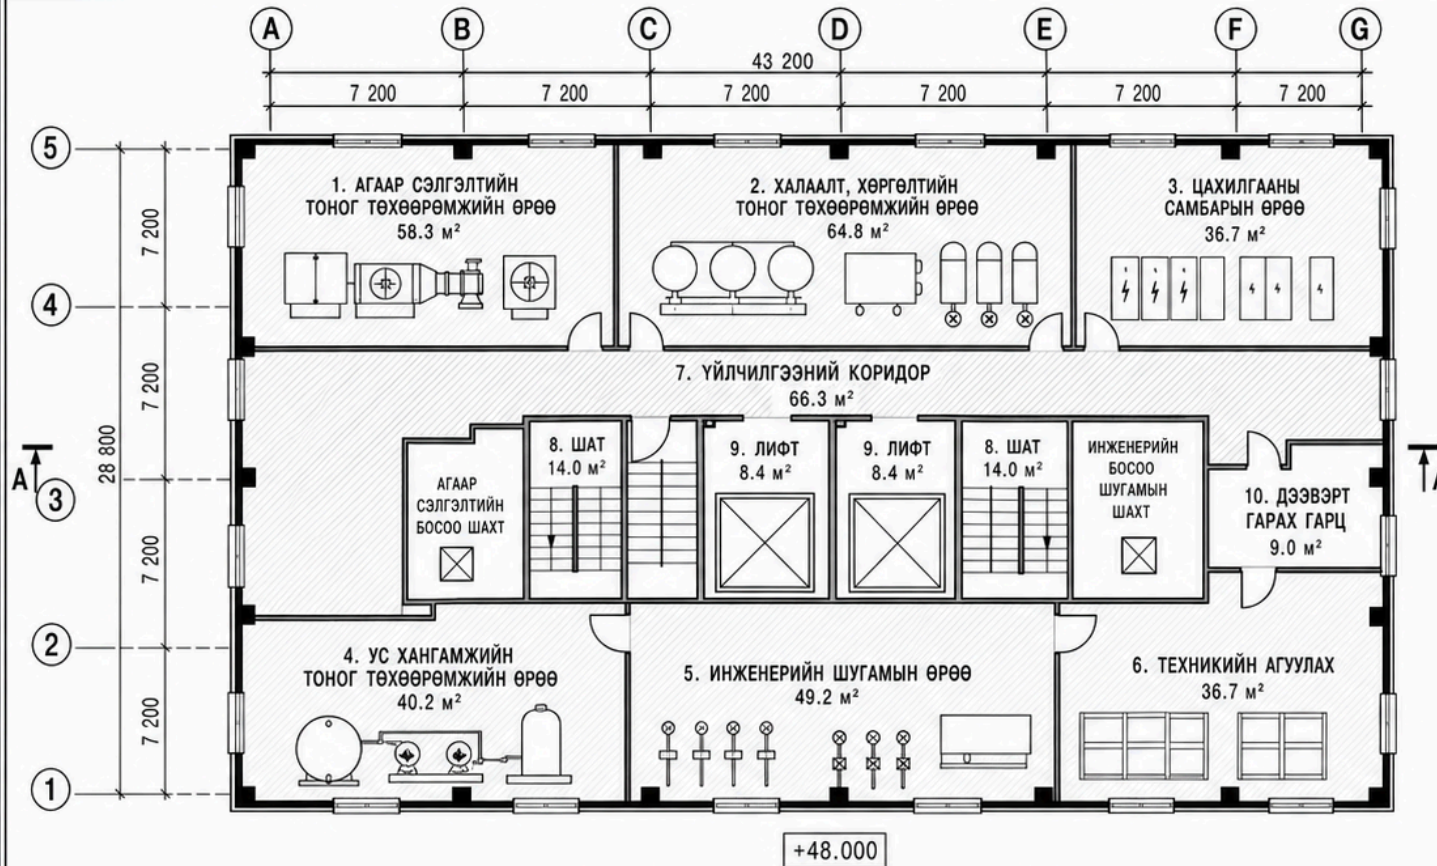 A B C D E F G
43 200
7 200 7 200 7 200 7 200 7 200 7 200
5
4
3
2
1
28 800
7 200
7 200
7 200
7 200
A
1. АГААР СЭЛГЭЛТИЙН
ТОНОГ ТӨХӨӨРӨМЖИЙН ӨРӨӨ
58.3 м²
2. ХАЛААЛТ, ХӨРГӨЛТИЙН
ТОНОГ ТӨХӨӨРӨМЖИЙН ӨРӨӨ
64.8 м²
3. ЦАХИЛГААНЫ
САМБАРЫН ӨРӨӨ
36.7 м²
7. ҮЙЛЧИЛГЭЭНИЙ КОРИДОР
66.3 м²
АГААР
СЭЛГЭЛТИЙН
БОСОО ШАХТ
8. ШАТ
14.0 м²
9. ЛИФТ
8.4 м²
9. ЛИФТ
8.4 м²
8. ШАТ
14.0 м²
ИНЖЕНЕРИЙН
БОСОО
ШУГАМЫН
ШАХТ
10. ДЭЭВЭРТ
ГАРАХ ГАРЦ
9.0 м²
4. УС ХАНГАМЖИЙН
ТОНОГ ТӨХӨӨРӨМЖИЙН ӨРӨӨ
40.2 м²
5. ИНЖЕНЕРИЙН ШУГАМЫН ӨРӨӨ
49.2 м²
6. ТЕХНИКИЙН АГУУЛАХ
36.7 м²
+48.000